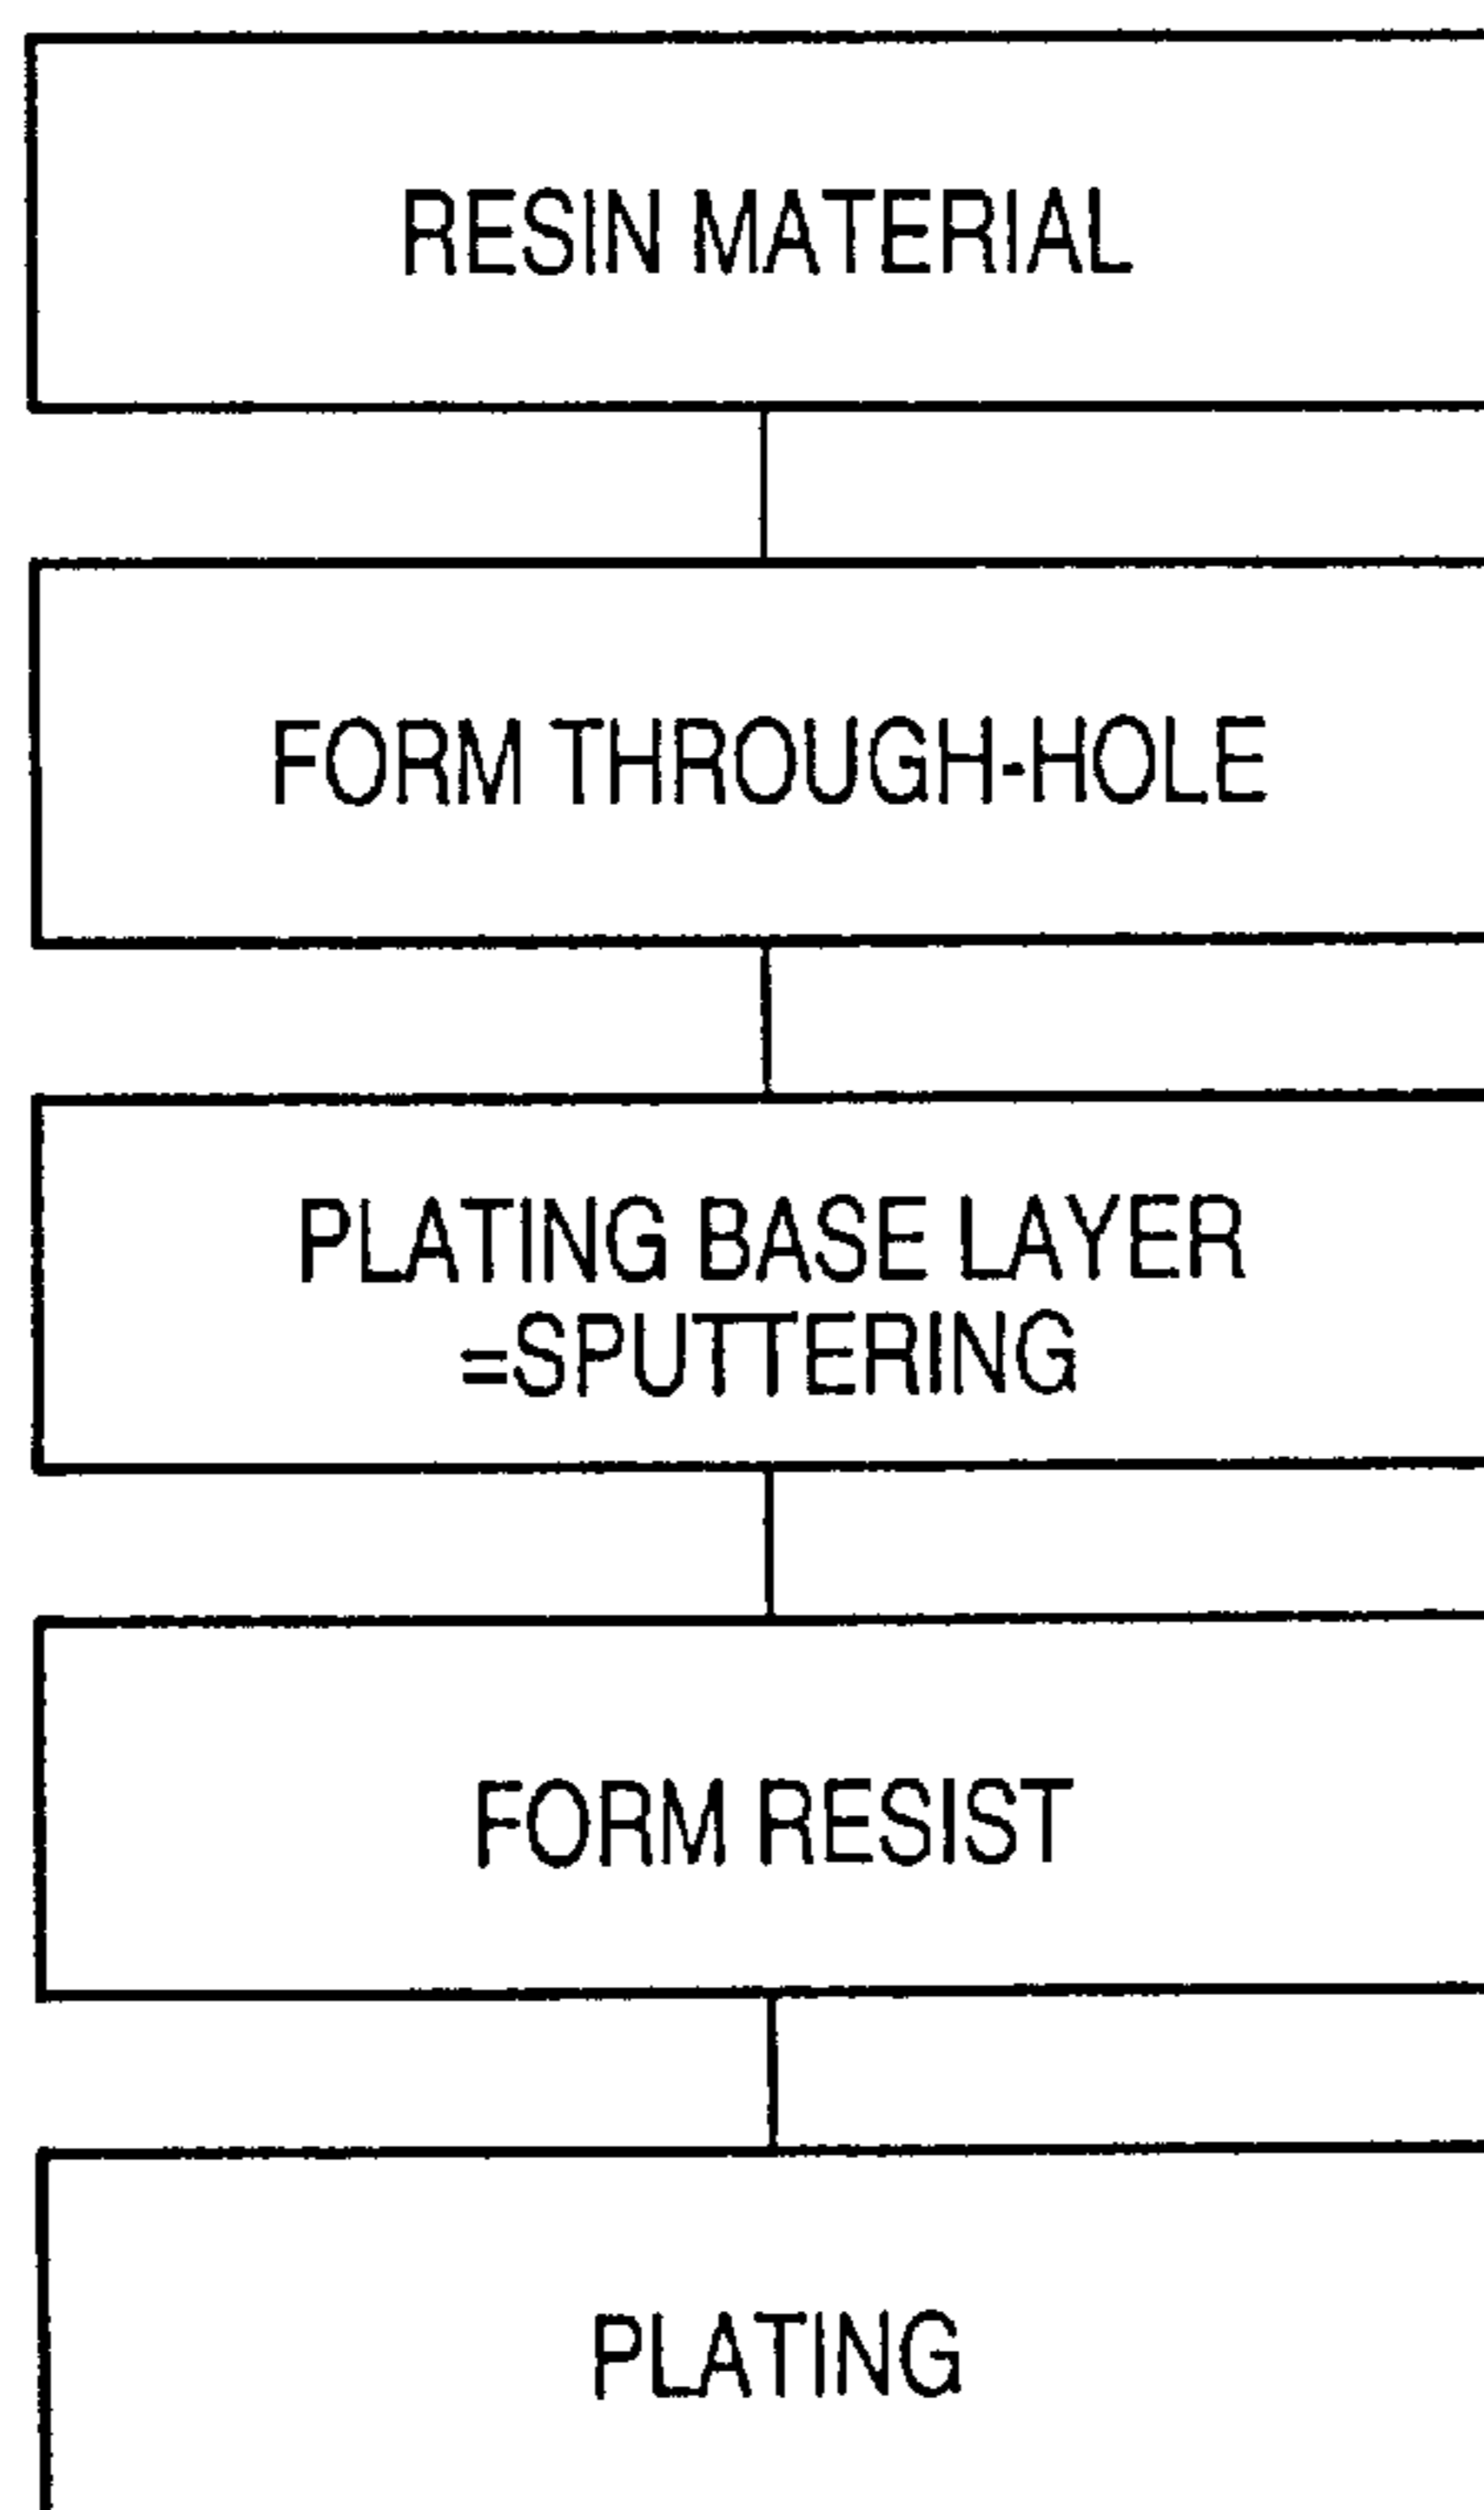 RESIN MATERIAL
FORM THROUGH-HOLE
PLATING BASE LAYER
=SPUTTERING
FORM RESIST
PLATING